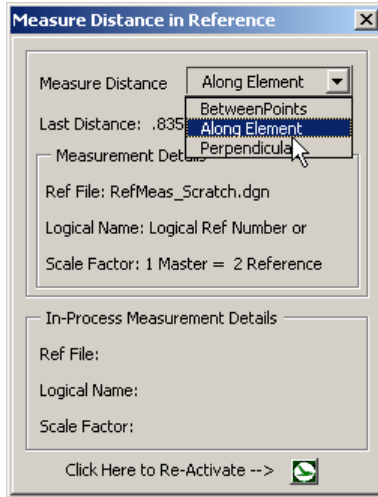 Measure Distance in Reference
Measure Distance Along Element
BetweenPoints
Last Distance: .835
Along Element
Perpendicular
Measurement Details
Ref File: RefMeas_Scratch.dgn
Logical Name: Logical Ref Number or
Scale Factor: 1 Master = 2 Reference
In-Process Measurement Details
Ref File:
Logical Name:
Scale Factor:
Click Here to Re-Activate -->